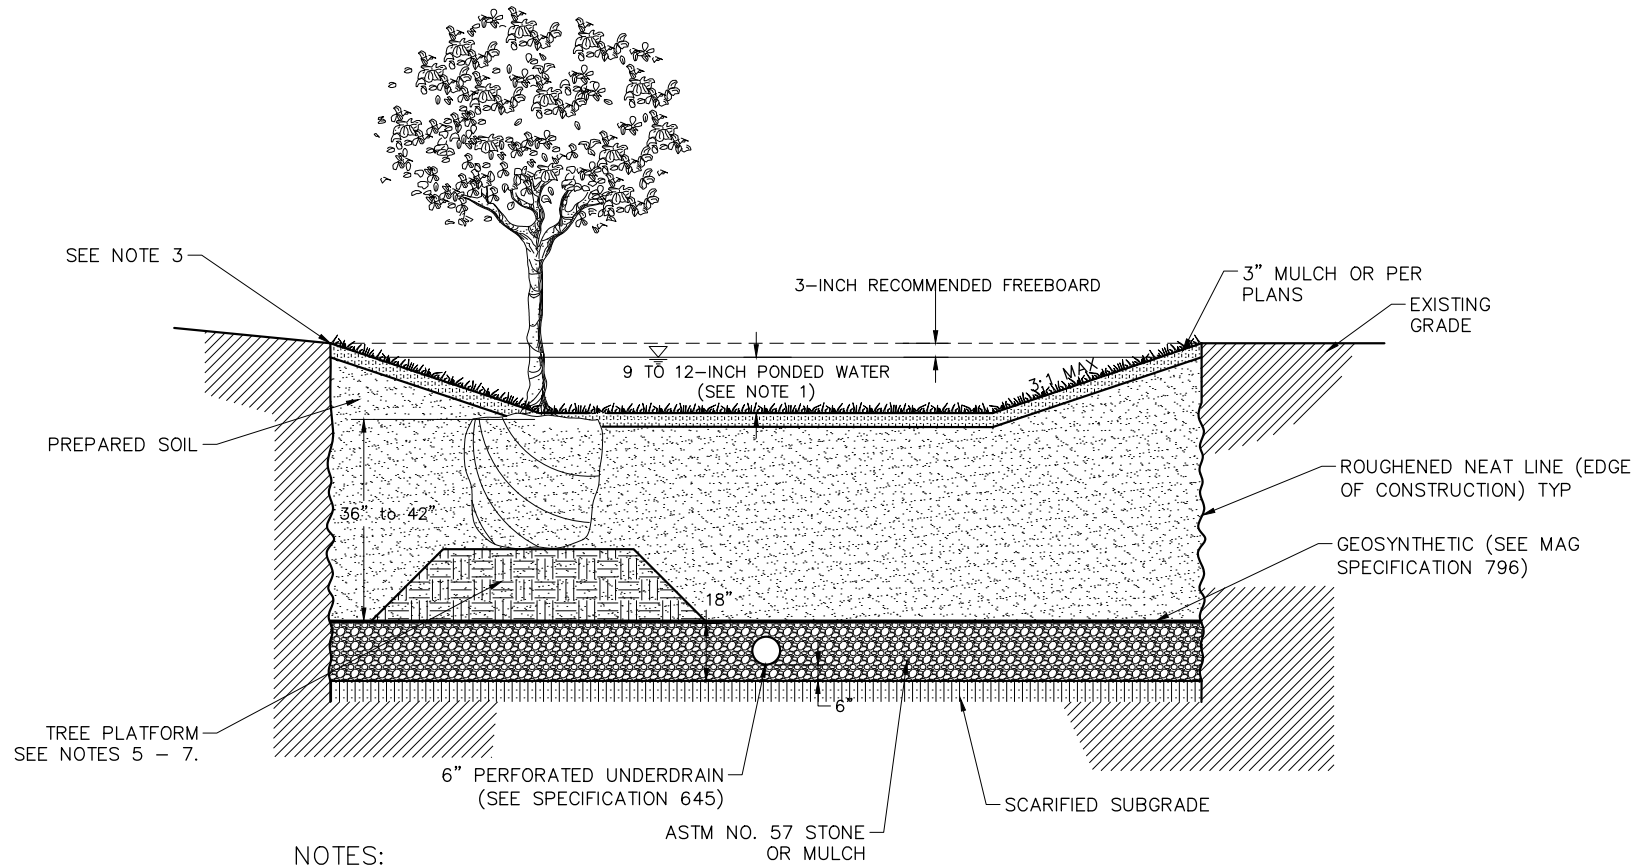 SEE NOTE 3
3-INCH RECOMMENDED FREEBOARD
3" MULCH OR PER
PLANS
EXISTING
GRADE
9 TO 12-INCH PONDED WATER
(SEE NOTE 1)
3:1 MAX
PREPARED SOIL
ROUGHENED NEAT LINE (EDGE
OF CONSTRUCTION) TYP
36" to 42"
GEOSYNTHETIC (SEE MAG
SPECIFICATION 796)
18"
6"
TREE PLATFORM
SEE NOTES 5 - 7.
6" PERFORATED UNDERDRAIN
(SEE SPECIFICATION 645)
SCARIFIED SUBGRADE
ASTM NO. 57 STONE
OR MULCH
NOTES: